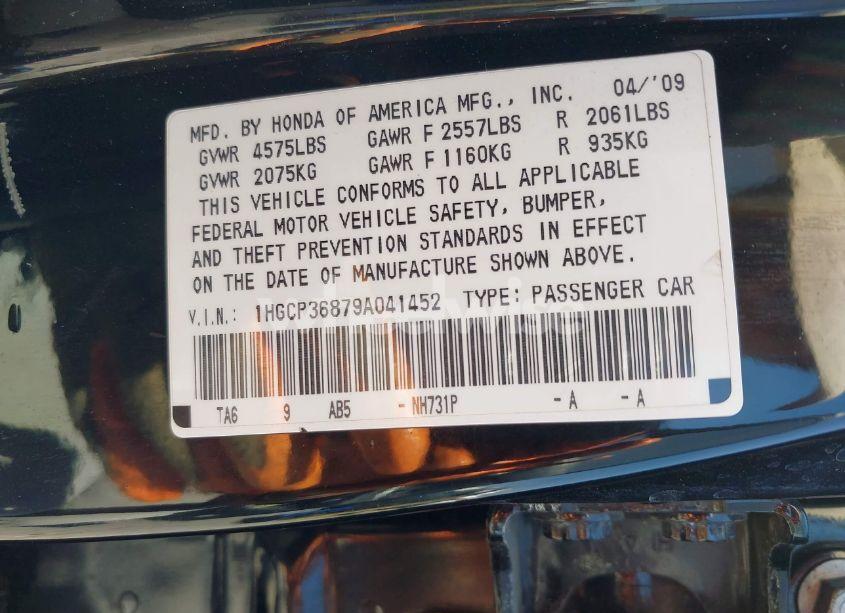 MFD. BY HONDA OF AMERICA MFG., INC. 04/'09
GVWR 4575LBS GAWR F 2557LBS R 2061LBS
GVWR 2075KG GAWR F 1160KG R 935KG
THIS VEHICLE CONFORMS TO ALL APPLICABLE
FEDERAL MOTOR VEHICLE SAFETY, BUMPER,
AND THEFT PREVENTION STANDARDS IN EFFECT
ON THE DATE OF MANUFACTURE SHOWN ABOVE.
V.I.N.: 1HGCP36879A041452 TYPE: PASSENGER CAR
TA6 9 AB5 - NH731P - A - A